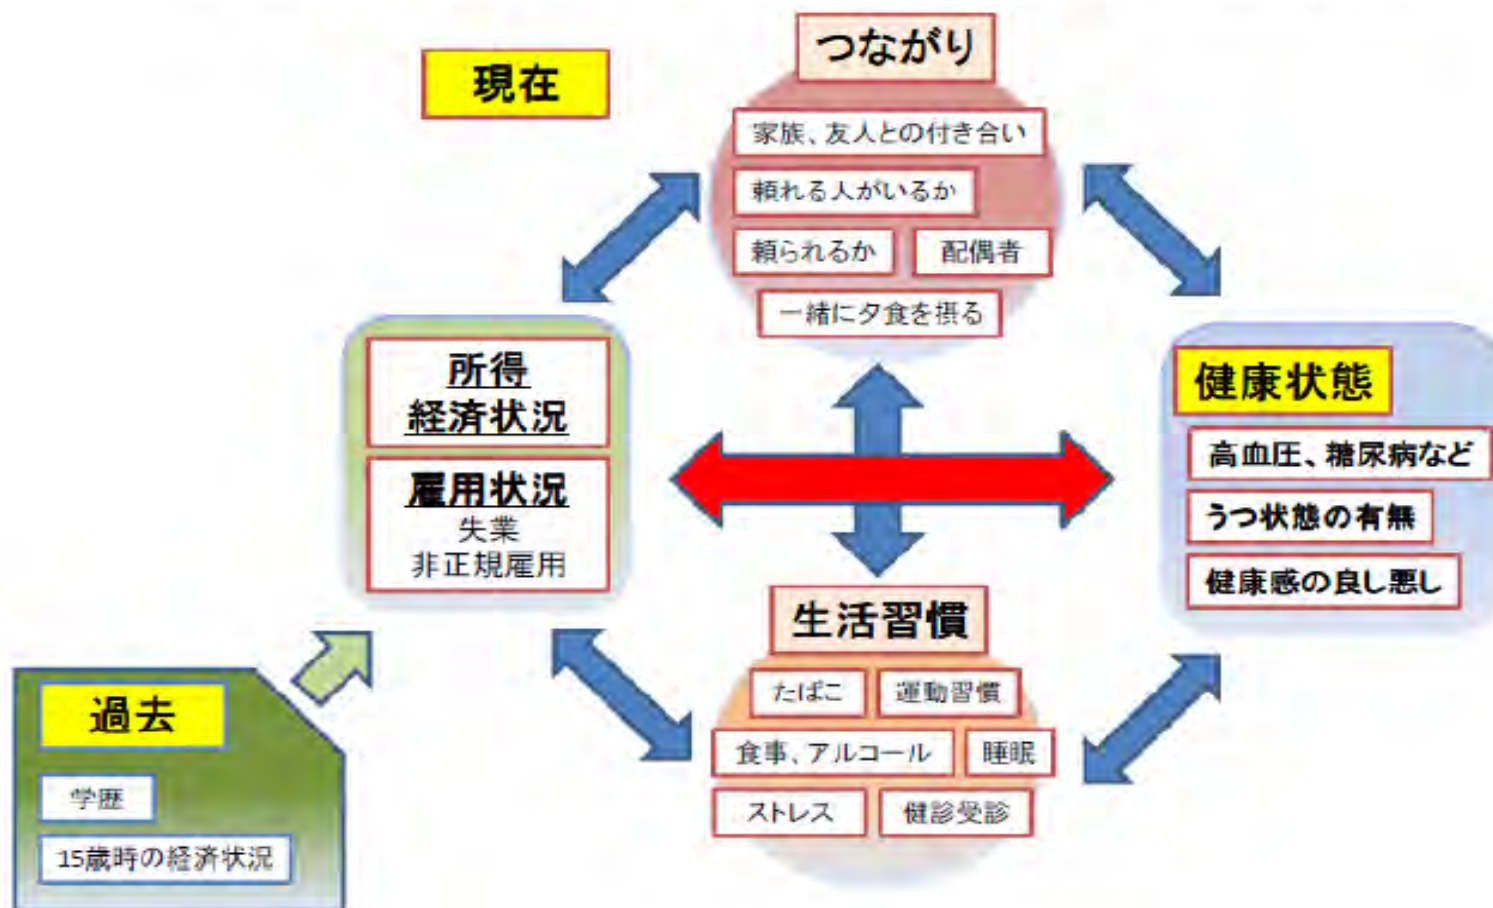 現在
つながり
家族、友人との付き合い
頼れる人がいるか
頼られるか
配偶者
一緒に夕食を摂る
所得
経済状況
雇用状況
失業
非正規雇用
健康状態
高血圧、糖尿病など
うつ状態の有無
健康感の良し悪し
生活習慣
たばこ
運動習慣
食事、アルコール
睡眠
ストレス
健診受診
過去
学歴
15歳時の経済状況